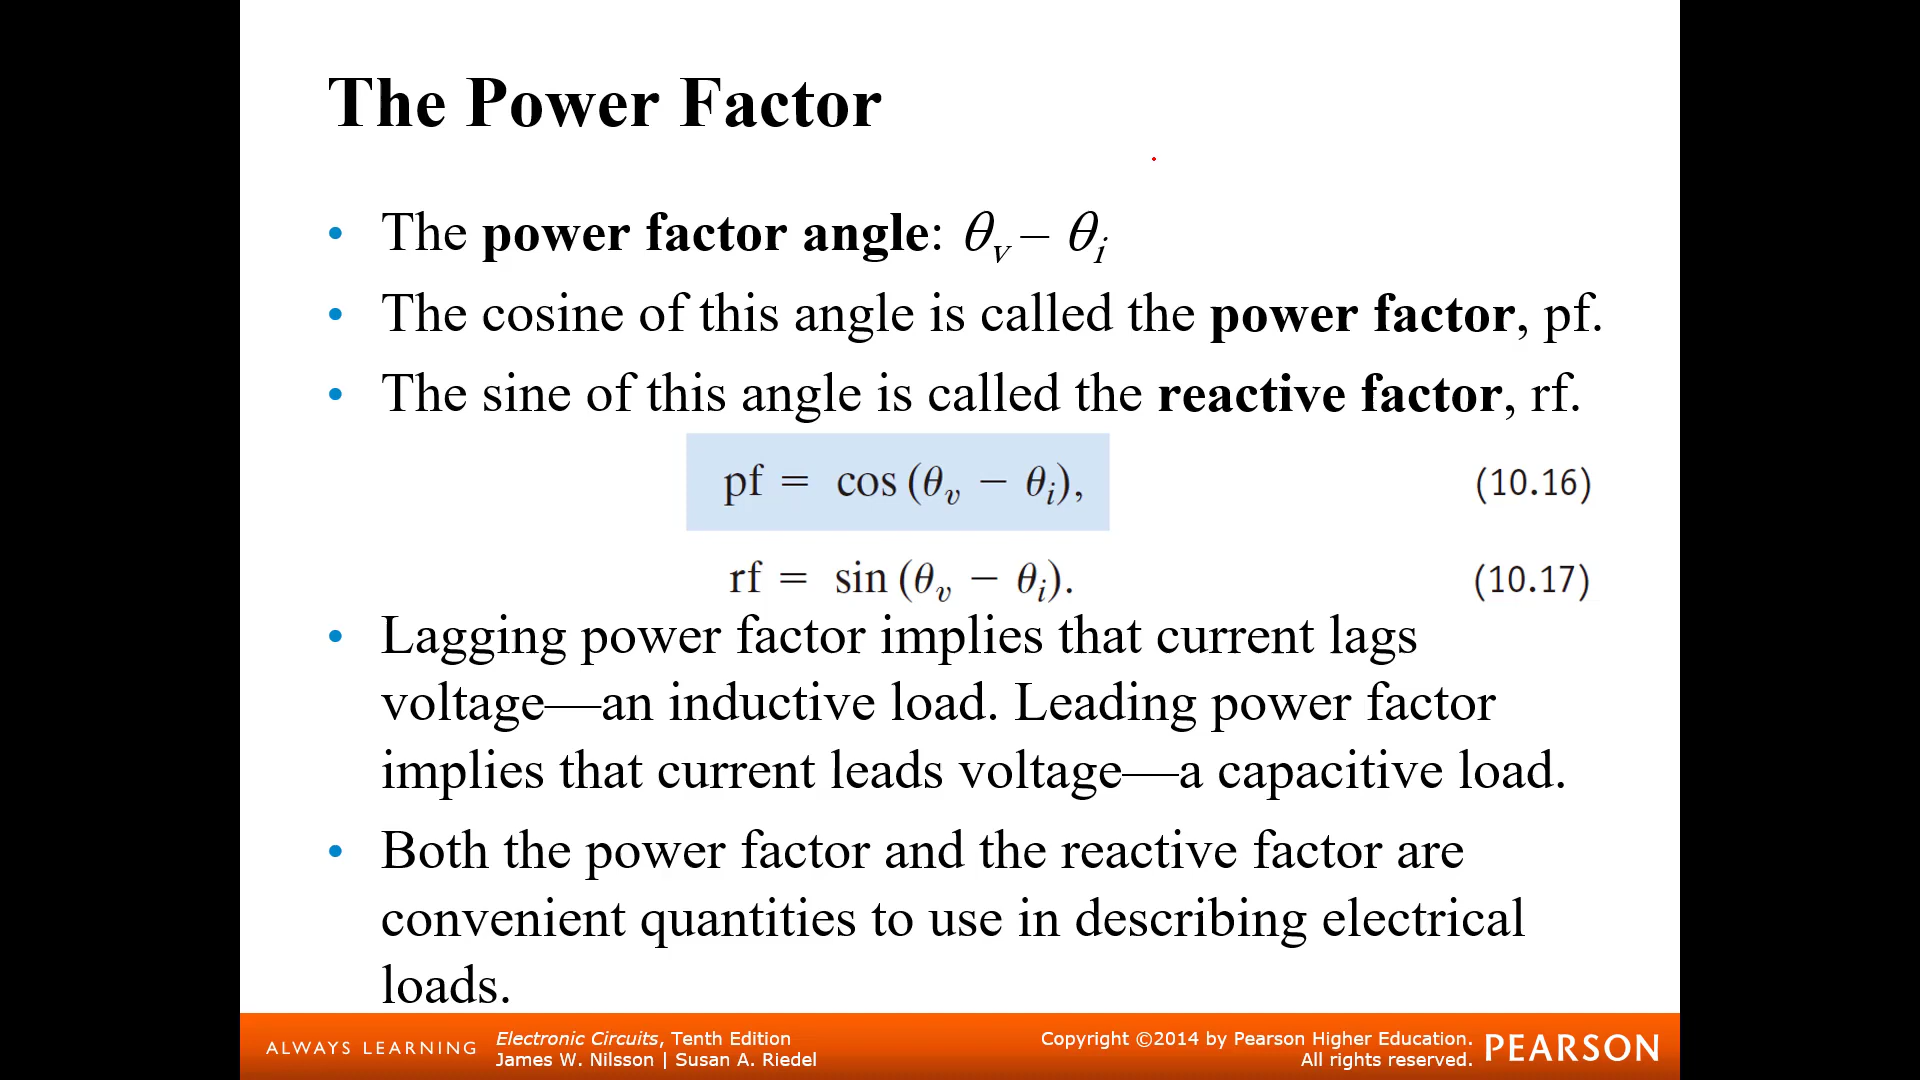 The Power Factor
• The power factor angle: θv – θi
• The cosine of this angle is called the power factor, pf.
• The sine of this angle is called the reactive factor, rf.
pf = cos (θv − θi), (10.16)
rf = sin (θv − θi). (10.17)
• Lagging power factor implies that current lags
voltage—an inductive load. Leading power factor
implies that current leads voltage—a capacitive load.
• Both the power factor and the reactive factor are
convenient quantities to use in describing electrical
loads.
ALWAYS LEARNING
Electronic Circuits, Tenth Edition
James W. Nilsson | Susan A. Riedel
Copyright ©2014 by Pearson Higher Education.
All rights reserved.
PEARSON